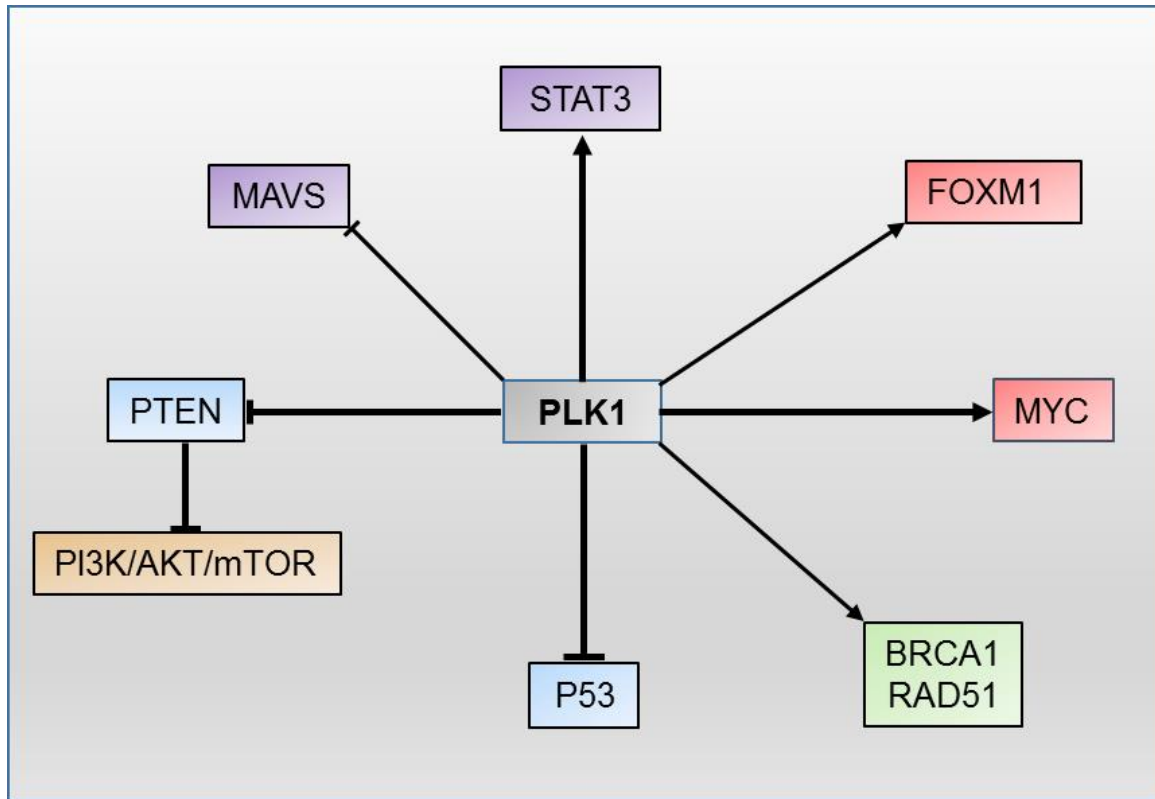 STAT3
MAVS
FOXM1
PTEN
PLK1
MYC
PI3K/AKT/mTOR
BRCA1
RAD51
P53